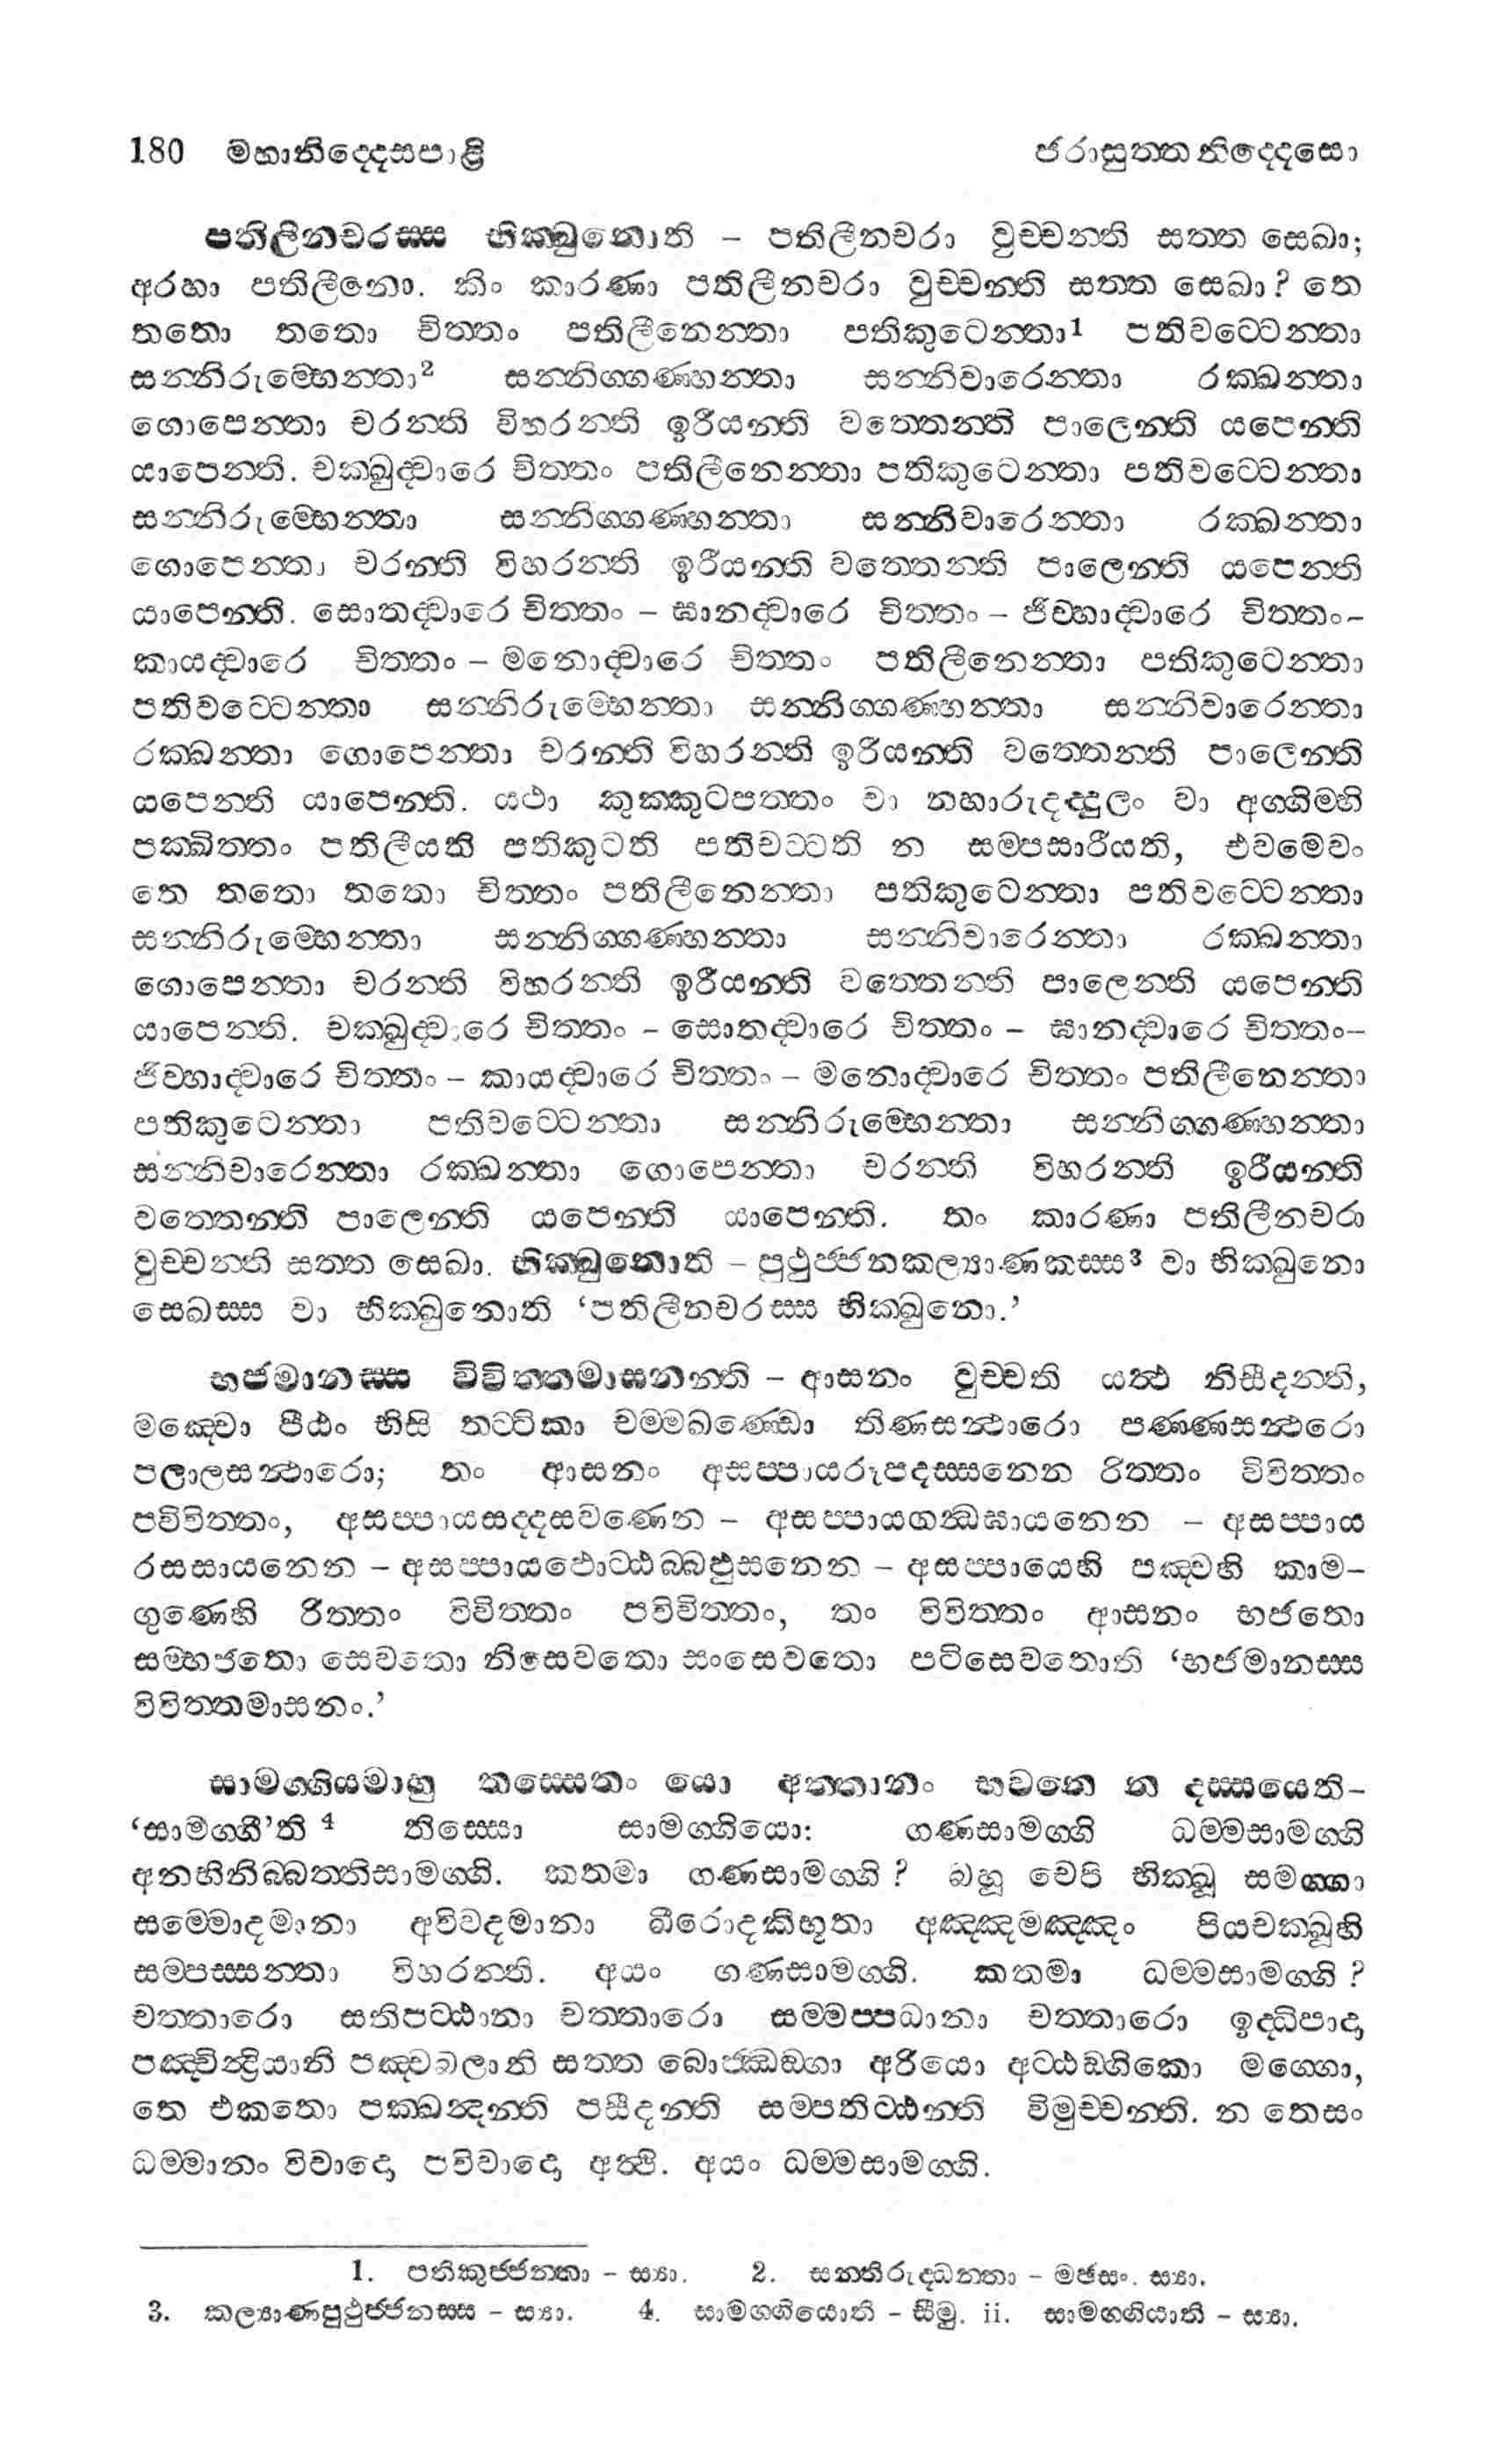 180 මහානිද්දෙසපාළි ජරාසුත්ත නිද්දෙසො
පතිලිනචරස්ස භික්ඛුනොති – පතිලීනචරා වුච්චන්ති සත්ත සෙඛා;
අරහා පතිලීනො. කිං කාරණා පතිලීනචරා වුච්චන්ති සත්ත සෙඛා? තෙ
තතො තතො චිත්තං පතිලීනෙන්තා පතිකුටෙන්තා¹ පතිවට්ටෙන්තා
සන්නිරුම්භෙන්තා² සන්නිග්ගණ්හන්තා සන්නිවාරෙන්තා රක්ඛන්තා
ගොපෙන්තා චරන්ති විහරන්ති ඉරීයන්ති වත්තෙන්ති පාලෙන්ති යපෙන්ති
යාපෙන්ති. චක්ඛුද්වාරෙ චිත්තං පතිලීනෙන්තා පතිකුටෙන්තා පතිවට්ටෙන්තා
සන්නිරුම්භෙන්තා සන්නිග්ගණ්හන්තා සන්නිවාරෙන්තා රක්ඛන්තා
ගොපෙන්තා චරන්ති විහරන්ති ඉරීයන්ති වත්තෙන්ති පාලෙන්ති යපෙන්ති
යාපෙන්ති. සොතද්වාරෙ චිත්තං – ඝානද්වාරෙ චිත්තං – ජිව්හාද්වාරෙ චිත්තං–
කායද්වාරෙ චිත්තං – මනොද්වාරෙ චිත්තං පතිලීනෙන්තා පතිකුටෙන්තා
පතිවට්ටෙන්තා සන්නිරුම්භෙන්තා සන්නිග්ගණ්හන්තා සන්නිවාරෙන්තා
රක්ඛන්තා ගොපෙන්තා චරන්ති විහරන්ති ඉරීයන්ති වත්තෙන්ති පාලෙන්ති
යපෙන්ති යාපෙන්ති. යථා කුක්කුටපත්තං වා නහාරුදද්දුලං වා අග්ගිම්හි
පක්ඛිත්තං පතිලීයති පතිකුටති පතිවට්ටති න සම්පසාරීයති, එවමෙවං
තෙ තතො තතො චිත්තං පතිලීනෙන්තා පතිකුටෙන්තා පතිවට්ටෙන්තා
සන්නිරුම්භෙන්තා සන්නිග්ගණ්හන්තා සන්නිවාරෙන්තා රක්ඛන්තා
ගොපෙන්තා චරන්ති විහරන්ති ඉරීයන්ති වත්තෙන්ති පාලෙන්ති යපෙන්ති
යාපෙන්ති. චක්ඛුද්වාරෙ චිත්තං – සොතද්වාරෙ චිත්තං – ඝානද්වාරෙ චිත්තං–
ජිව්හාද්වාරෙ චිත්තං – කායද්වාරෙ චිත්තං – මනොද්වාරෙ චිත්තං පතිලීනෙන්තා
පතිකුටෙන්තා පතිවට්ටෙන්තා සන්නිරුම්භෙන්තා සන්නිග්ගණ්හන්තා
සන්නිවාරෙන්තා රක්ඛන්තා ගොපෙන්තා චරන්ති විහරන්ති ඉරීයන්ති
වත්තෙන්ති පාලෙන්ති යපෙන්ති යාපෙන්ති. තං කාරණා පතිලීනචරා
වුච්චන්ති සත්ත සෙඛා. භික්ඛුනොති – පුථුජ්ජනකල්‍යාණකස්ස³ වා භික්ඛුනො
සෙඛස්ස වා භික්ඛුනොති ‘පතිලීනචරස්ස භික්ඛුනො.’
භජමානස්ස විවිත්තමාසනන්ති – ආසනං වුච්චති යත්ථ නිසීදන්ති,
මඤ්චො පීඨං භිසි තට්ටිකා චම්මඛණ්ඩො තිණසන්ථාරො පණ්ණසන්ථරො
පලාලසන්ථාරො; තං ආසනං අසප්පායරූපදස්සනෙන රිත්තං විවිත්තං
පවිවිත්තං, අසප්පායසද්දසවණෙන – අසප්පායගන්ධඝායනෙන – අසප්පාය
රසසායනෙන – අසප්පායඵොට්ඨබ්බඵුසනෙන – අසප්පායෙහි පඤ්චහි කාම–
ගුණෙහි රිත්තං විවිත්තං පවිවිත්තං, තං විවිත්තං ආසනං භජතො
සම්භජතො සෙවතො නිසෙවතො සංසෙවතො පටිසෙවතොති ‘භජමානස්ස
විවිත්තමාසනං.’
සාමග්ගියමාහු තස්සෙතං යො අත්තානං භවනෙ න දස්සයෙති–
‘සාමග්ගී’ති ⁴ තිස්සො සාමග්ගියො: ගණසාමග්ගි ධම්මසාමග්ගි
අනභිනිබ්බත්තිසාමග්ගි. කතමා ගණසාමග්ගි ? බහූ චෙපි භික්ඛූ සමග්ගා
සම්මොදමානා අවිවදමානා ඛීරොදකීභූතා අඤ්ඤමඤ්ඤං පියචක්ඛූහි
සම්පස්සන්තා විහරන්ති. අයං ගණසාමග්ගි. කතමා ධම්මසාමග්ගි ?
චත්තාරො සතිපට්ඨානා චත්තාරො සම්මප්පධානා චත්තාරො ඉද්ධිපාදා
පඤ්චින්ද්‍රියානි පඤ්චබලානි සත්ත බොජ්ඣඞ්ගා අරියො අට්ඨඞ්ගිකො මග්ගො,
තෙ එකතො පක්ඛන්දන්ති පසීදන්ති සම්පතිට්ඨන්ති විමුච්චන්ති. න තෙසං
ධම්මානං විවාදො පවිවාදො අත්ථි. අයං ධම්මසාමග්ගි.
1. පතිකුජ්ජන්තා – ස්‍යා. 2. සන්නිරුද්ධන්තා – මඡසං. ස්‍යා.
3. කල්‍යාණපුථුජ්ජනස්ස – ස්‍යා. 4. සාමග්ගියොති – සීමු. ii. සාමග්ගියාති – ස්‍යා.